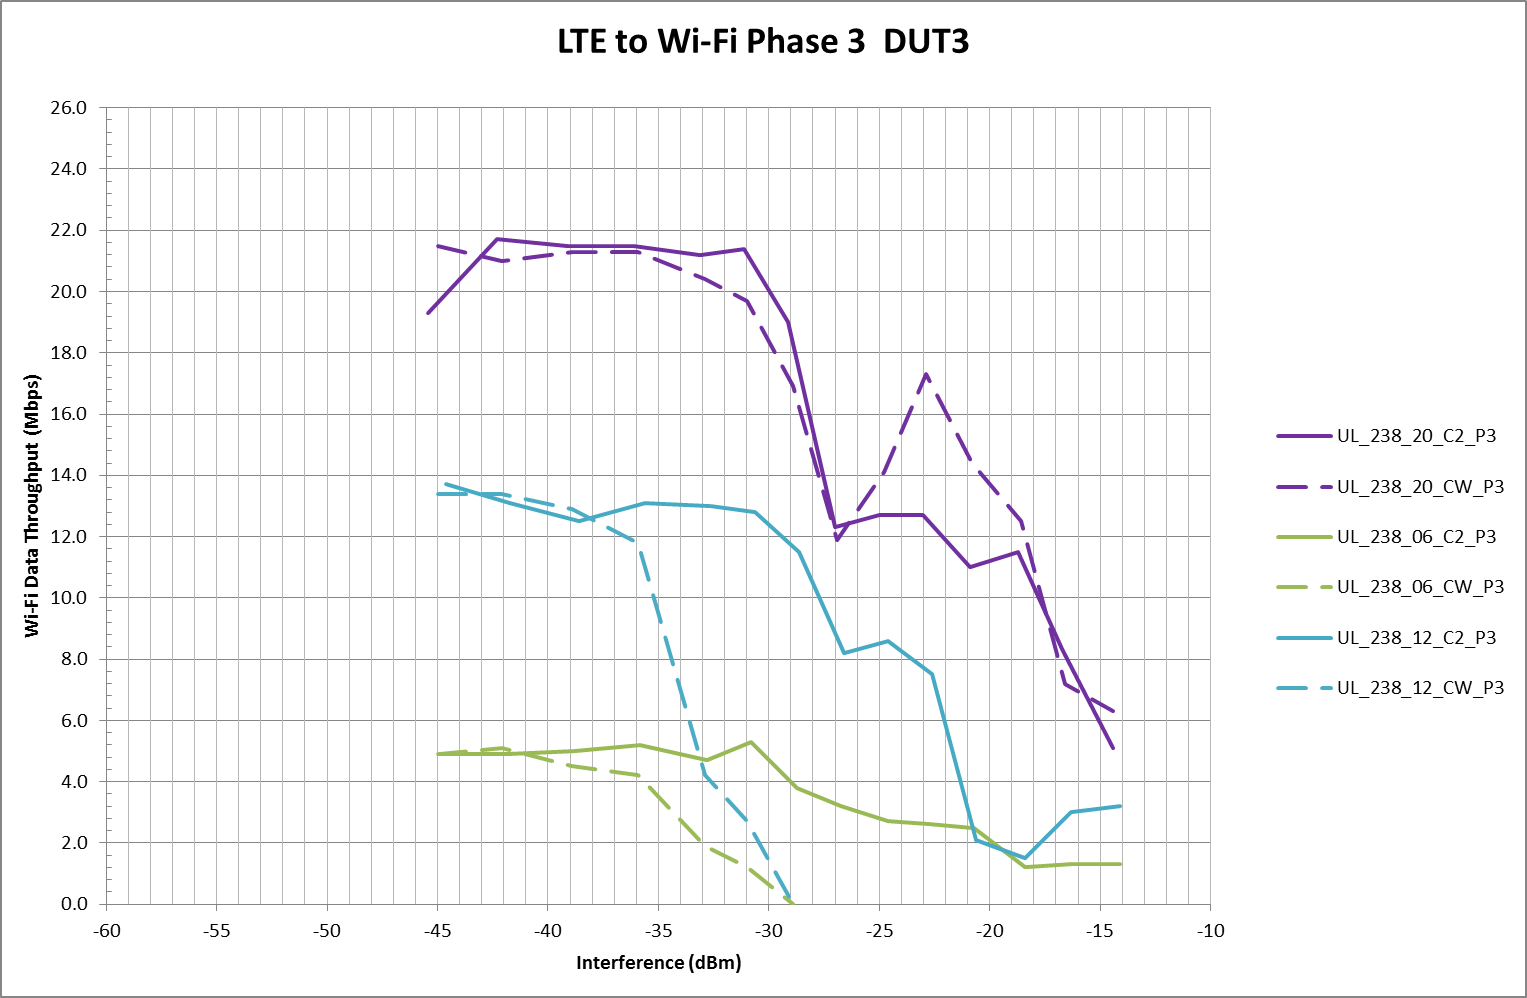 LTE to Wi-Fi Phase 3  DUT3
26.0
24.0
22.0
20.0
18.0
16.0
14.0
12.0
10.0
8.0
6.0
4.0
2.0
0.0
Wi-Fi Data Throughput (Mbps)
-60 -55 -50 -45 -40 -35 -30 -25 -20 -15 -10
Interference (dBm)
UL_238_20_C2_P3
UL_238_20_CW_P3
UL_238_06_C2_P3
UL_238_06_CW_P3
UL_238_12_C2_P3
UL_238_12_CW_P3